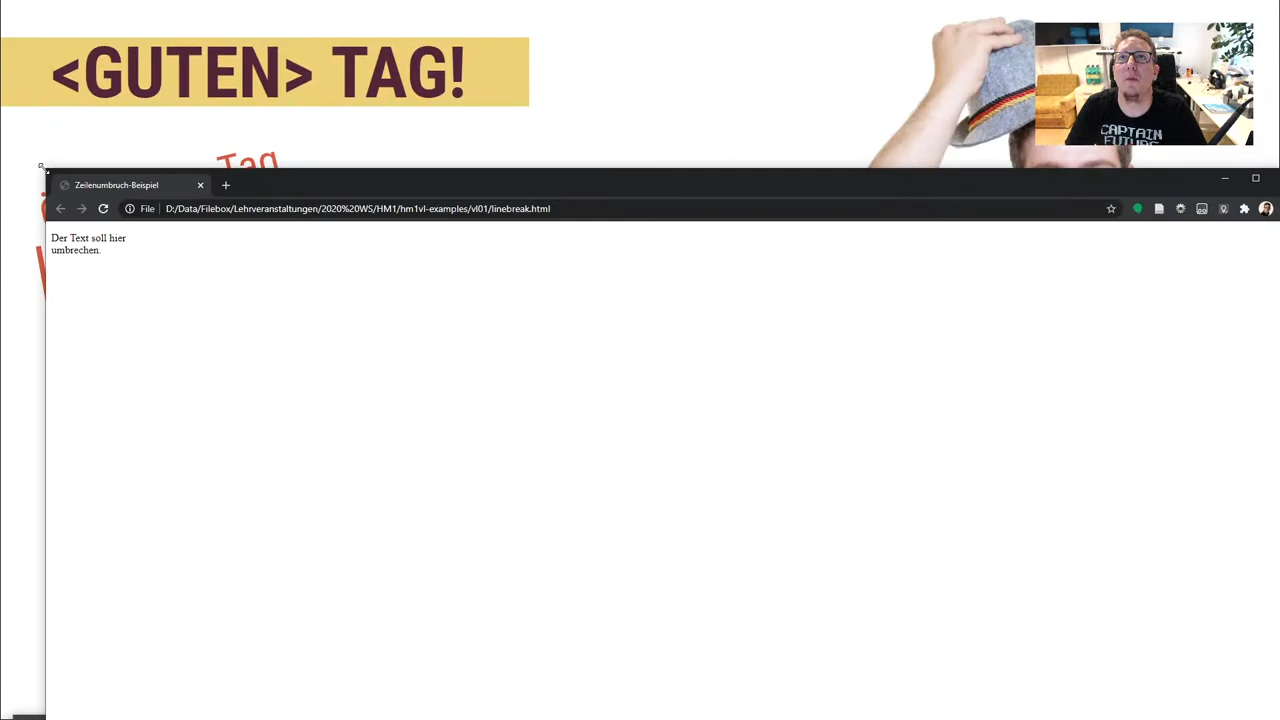 <GUTEN> TAG!
Tag
CAPTAIN
FUTURE
Zeilenumbruch-Beispiel
File
D:/Data/Filebox/Lehrveranstaltungen/2020%20WS/HM1/hm1vl-examples/vl01/linebreak.html
Der Text soll hier
umbrechen.